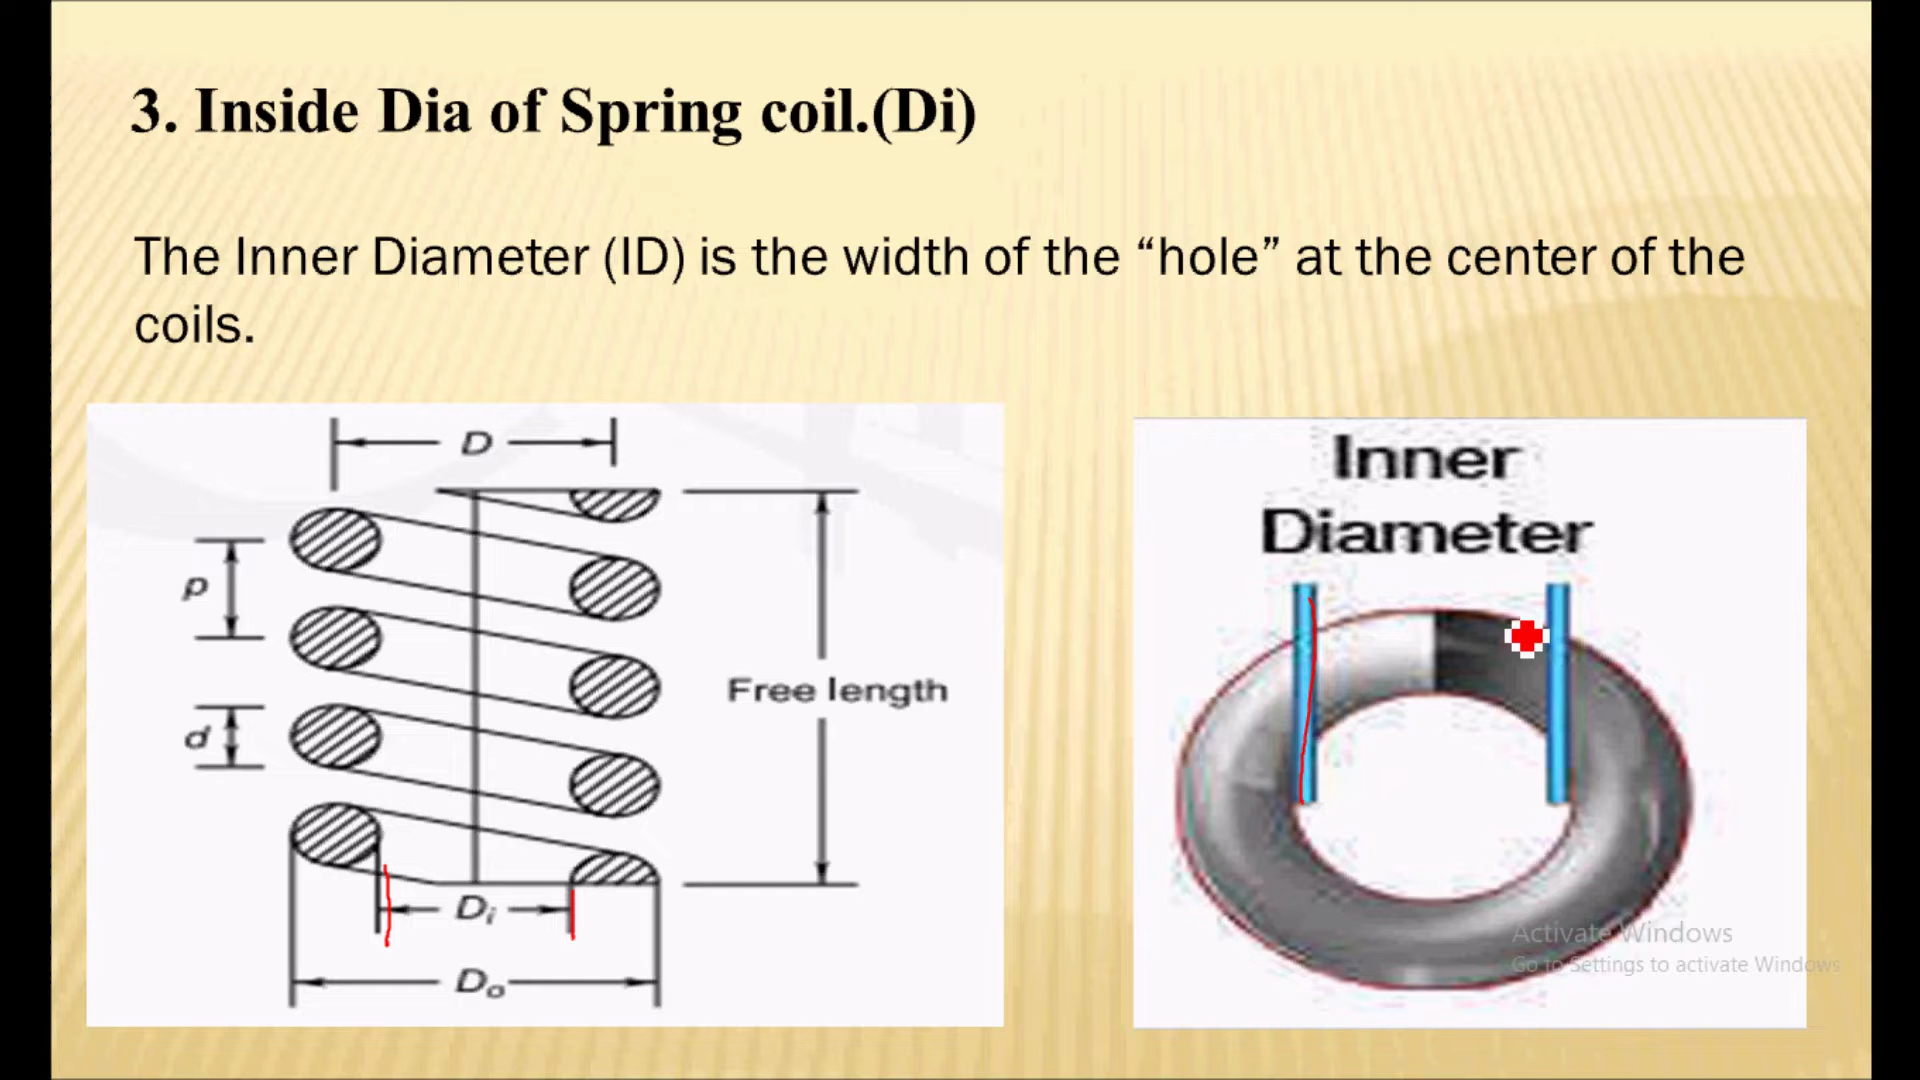 3. Inside Dia of Spring coil.(Di)
The Inner Diameter (ID) is the width of the “hole” at the center of the
coils.
D
p
d
Free length
Di
Do
Inner
Diameter
Activate Windows
Go to Settings to activate Windows